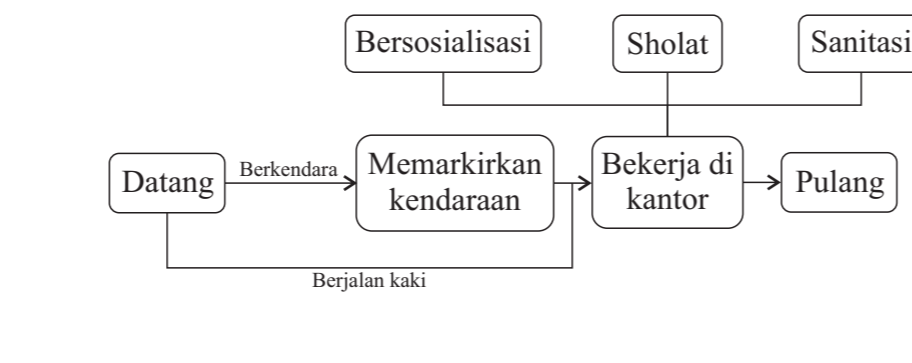 Bersosialisasi
Sholat
Sanitasi
Datang
Berkendara
Memarkirkan
kendaraan
Bekerja di
kantor
Pulang
Berjalan kaki